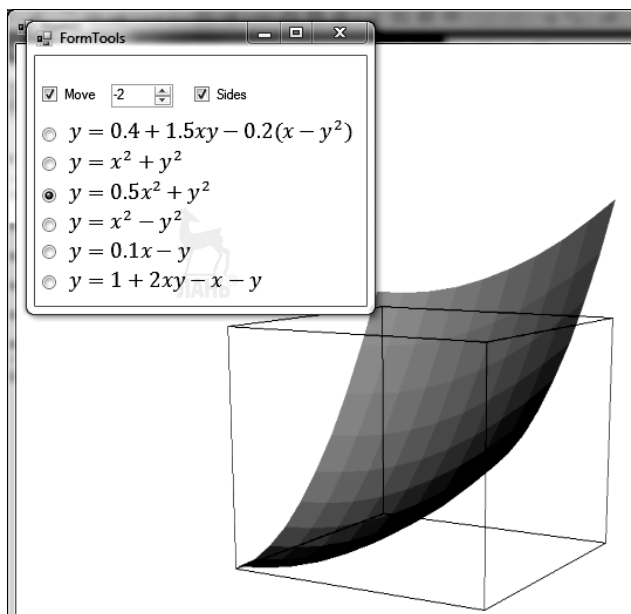 FormTools
Move -2 Sides
y = 0.4 + 1.5xy − 0.2(x − y²)
y = x² + y²
y = 0.5x² + y²
y = x² − y²
y = 0.1x − y
y = 1 + 2xy − x − y
ЛАНЬ